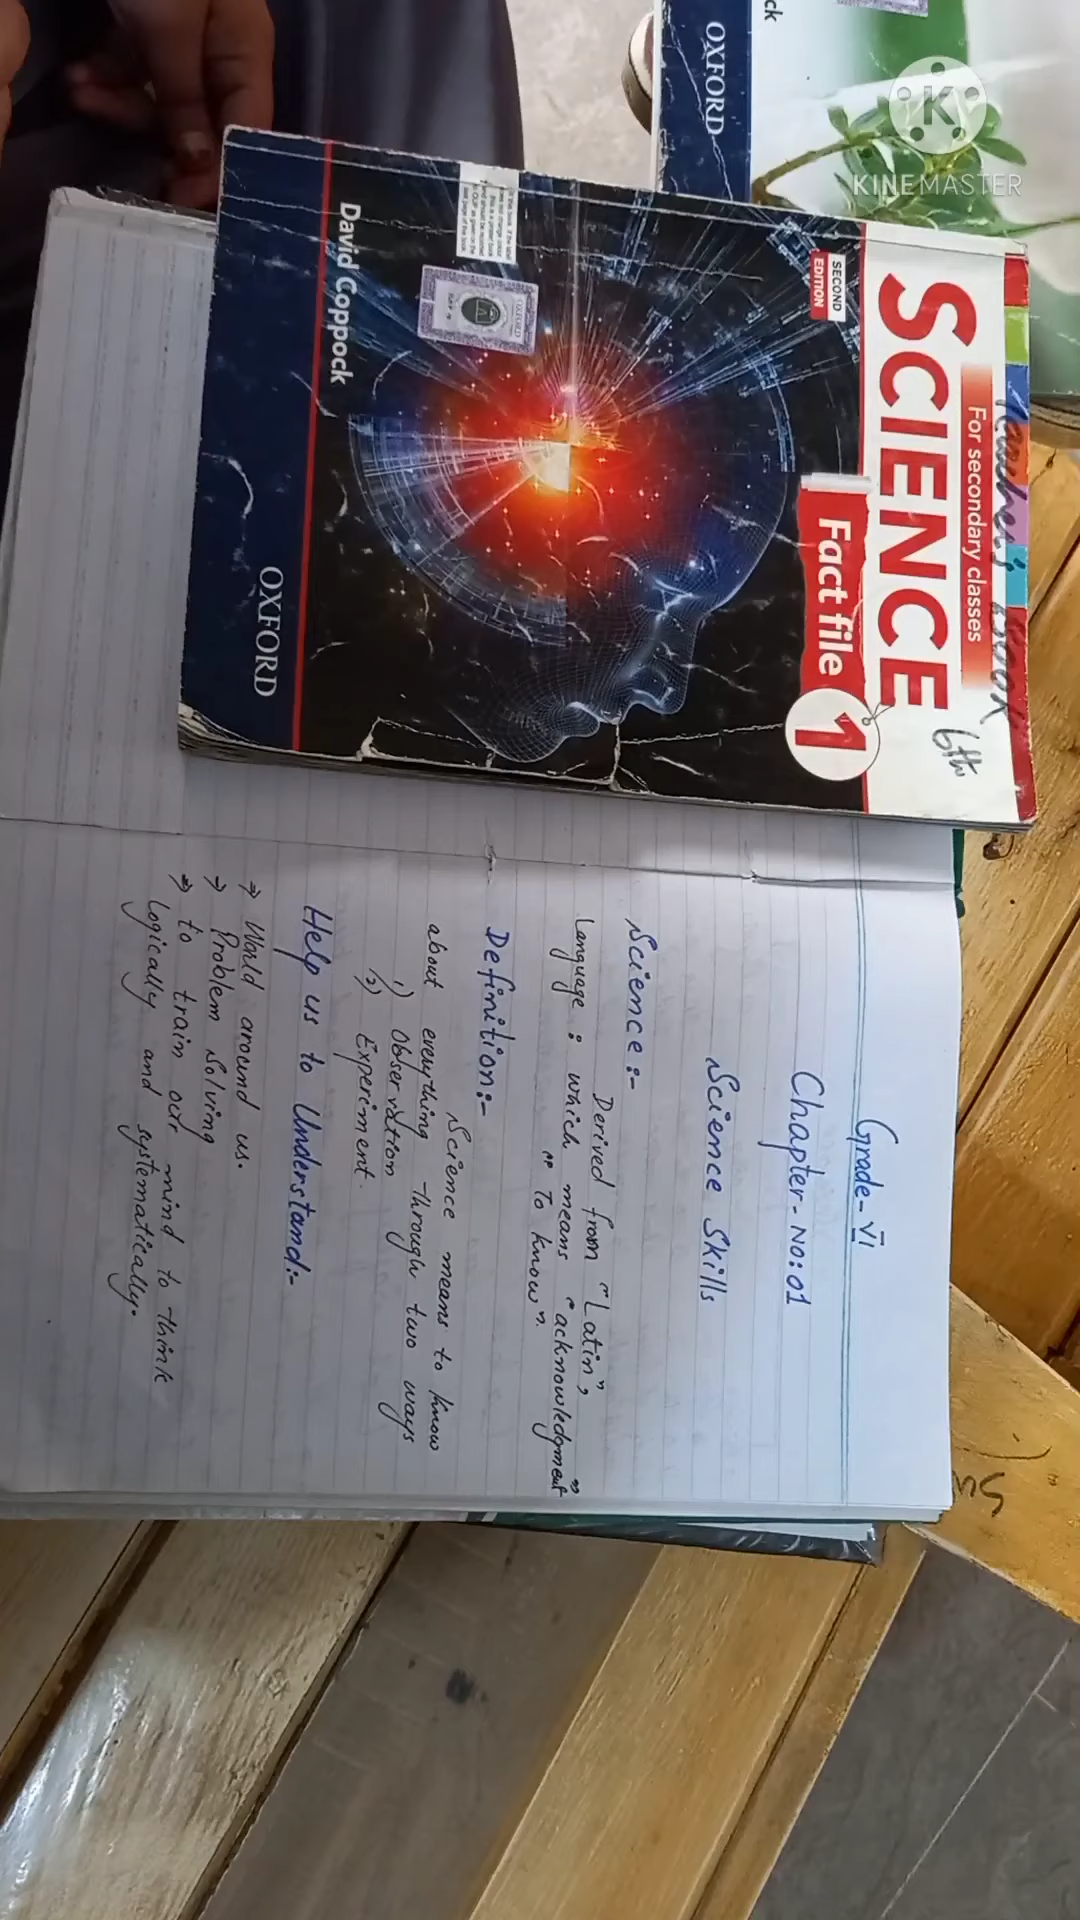 Teacher's book
For secondary classes
SCIENCE 6th
Fact file 1
SECOND
EDITION
David Coppock
OXFORD
OXFORD
ck
KINEMASTER
Grade-VI
Chapter-No:01
Science Skills
Science:-
Derived from "Latin",
Language : which means "acknowledgment"
"To know".
Definition:-
Science means to know
about everything through two ways
1) Observation
2) Experiment.
Help us to Understand:-
→ World around us.
→ Problem Solving
→ to train our mind to think
logically and systematically.